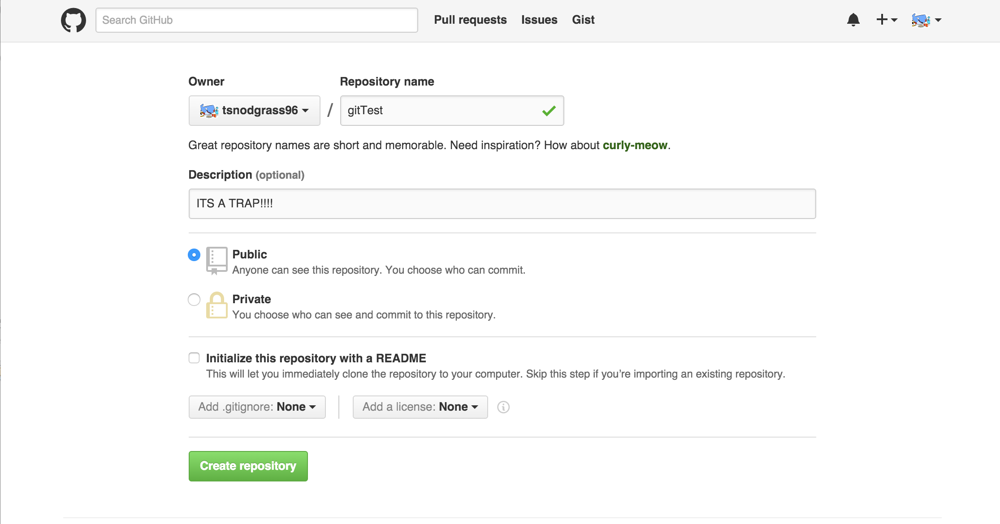 Search GitHub Pull requests Issues Gist
Owner Repository name
tsnodgrass96 / gitTest
Great repository names are short and memorable. Need inspiration? How about curly-meow.
Description (optional)
ITS A TRAP!!!!
Public
Anyone can see this repository. You choose who can commit.
Private
You choose who can see and commit to this repository.
Initialize this repository with a README
This will let you immediately clone the repository to your computer. Skip this step if you’re importing an existing repository.
Add .gitignore: None Add a license: None
Create repository